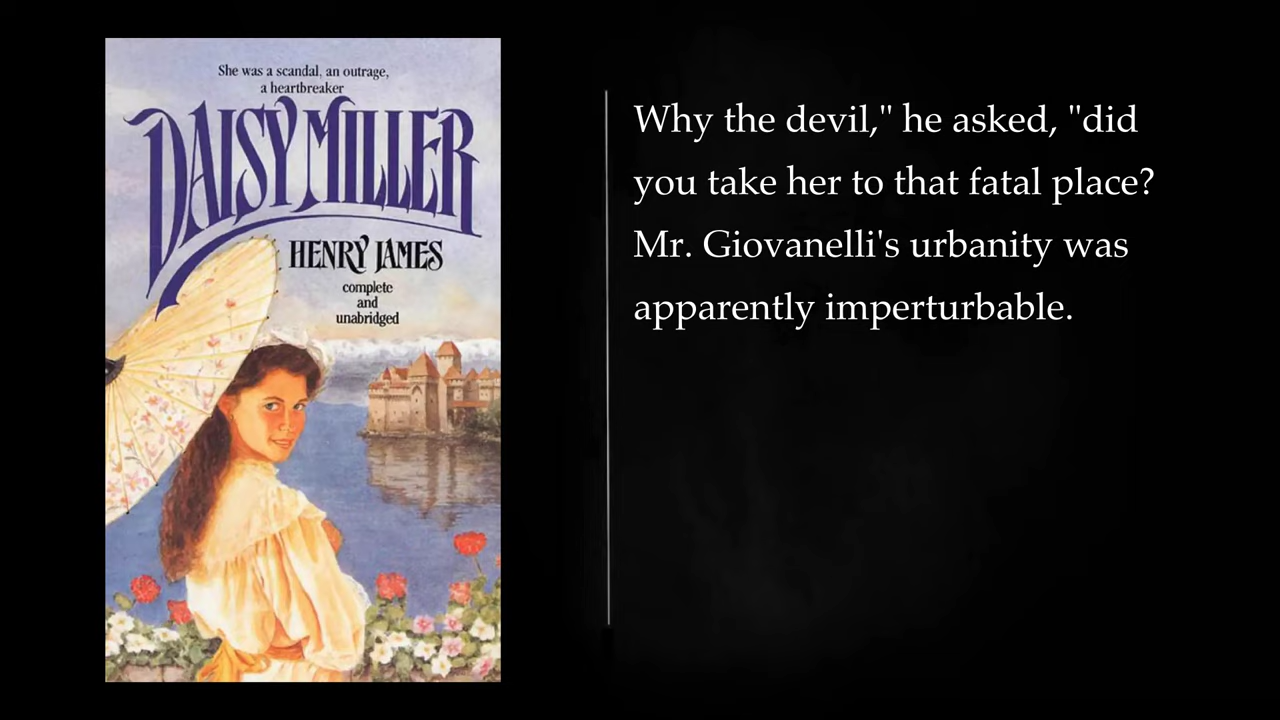 She was a scandal, an outrage,
a heartbreaker
DAISY MILLER
HENRY JAMES
complete
and
unabridged
Why the devil," he asked, "did
you take her to that fatal place?
Mr. Giovanelli's urbanity was
apparently imperturbable.